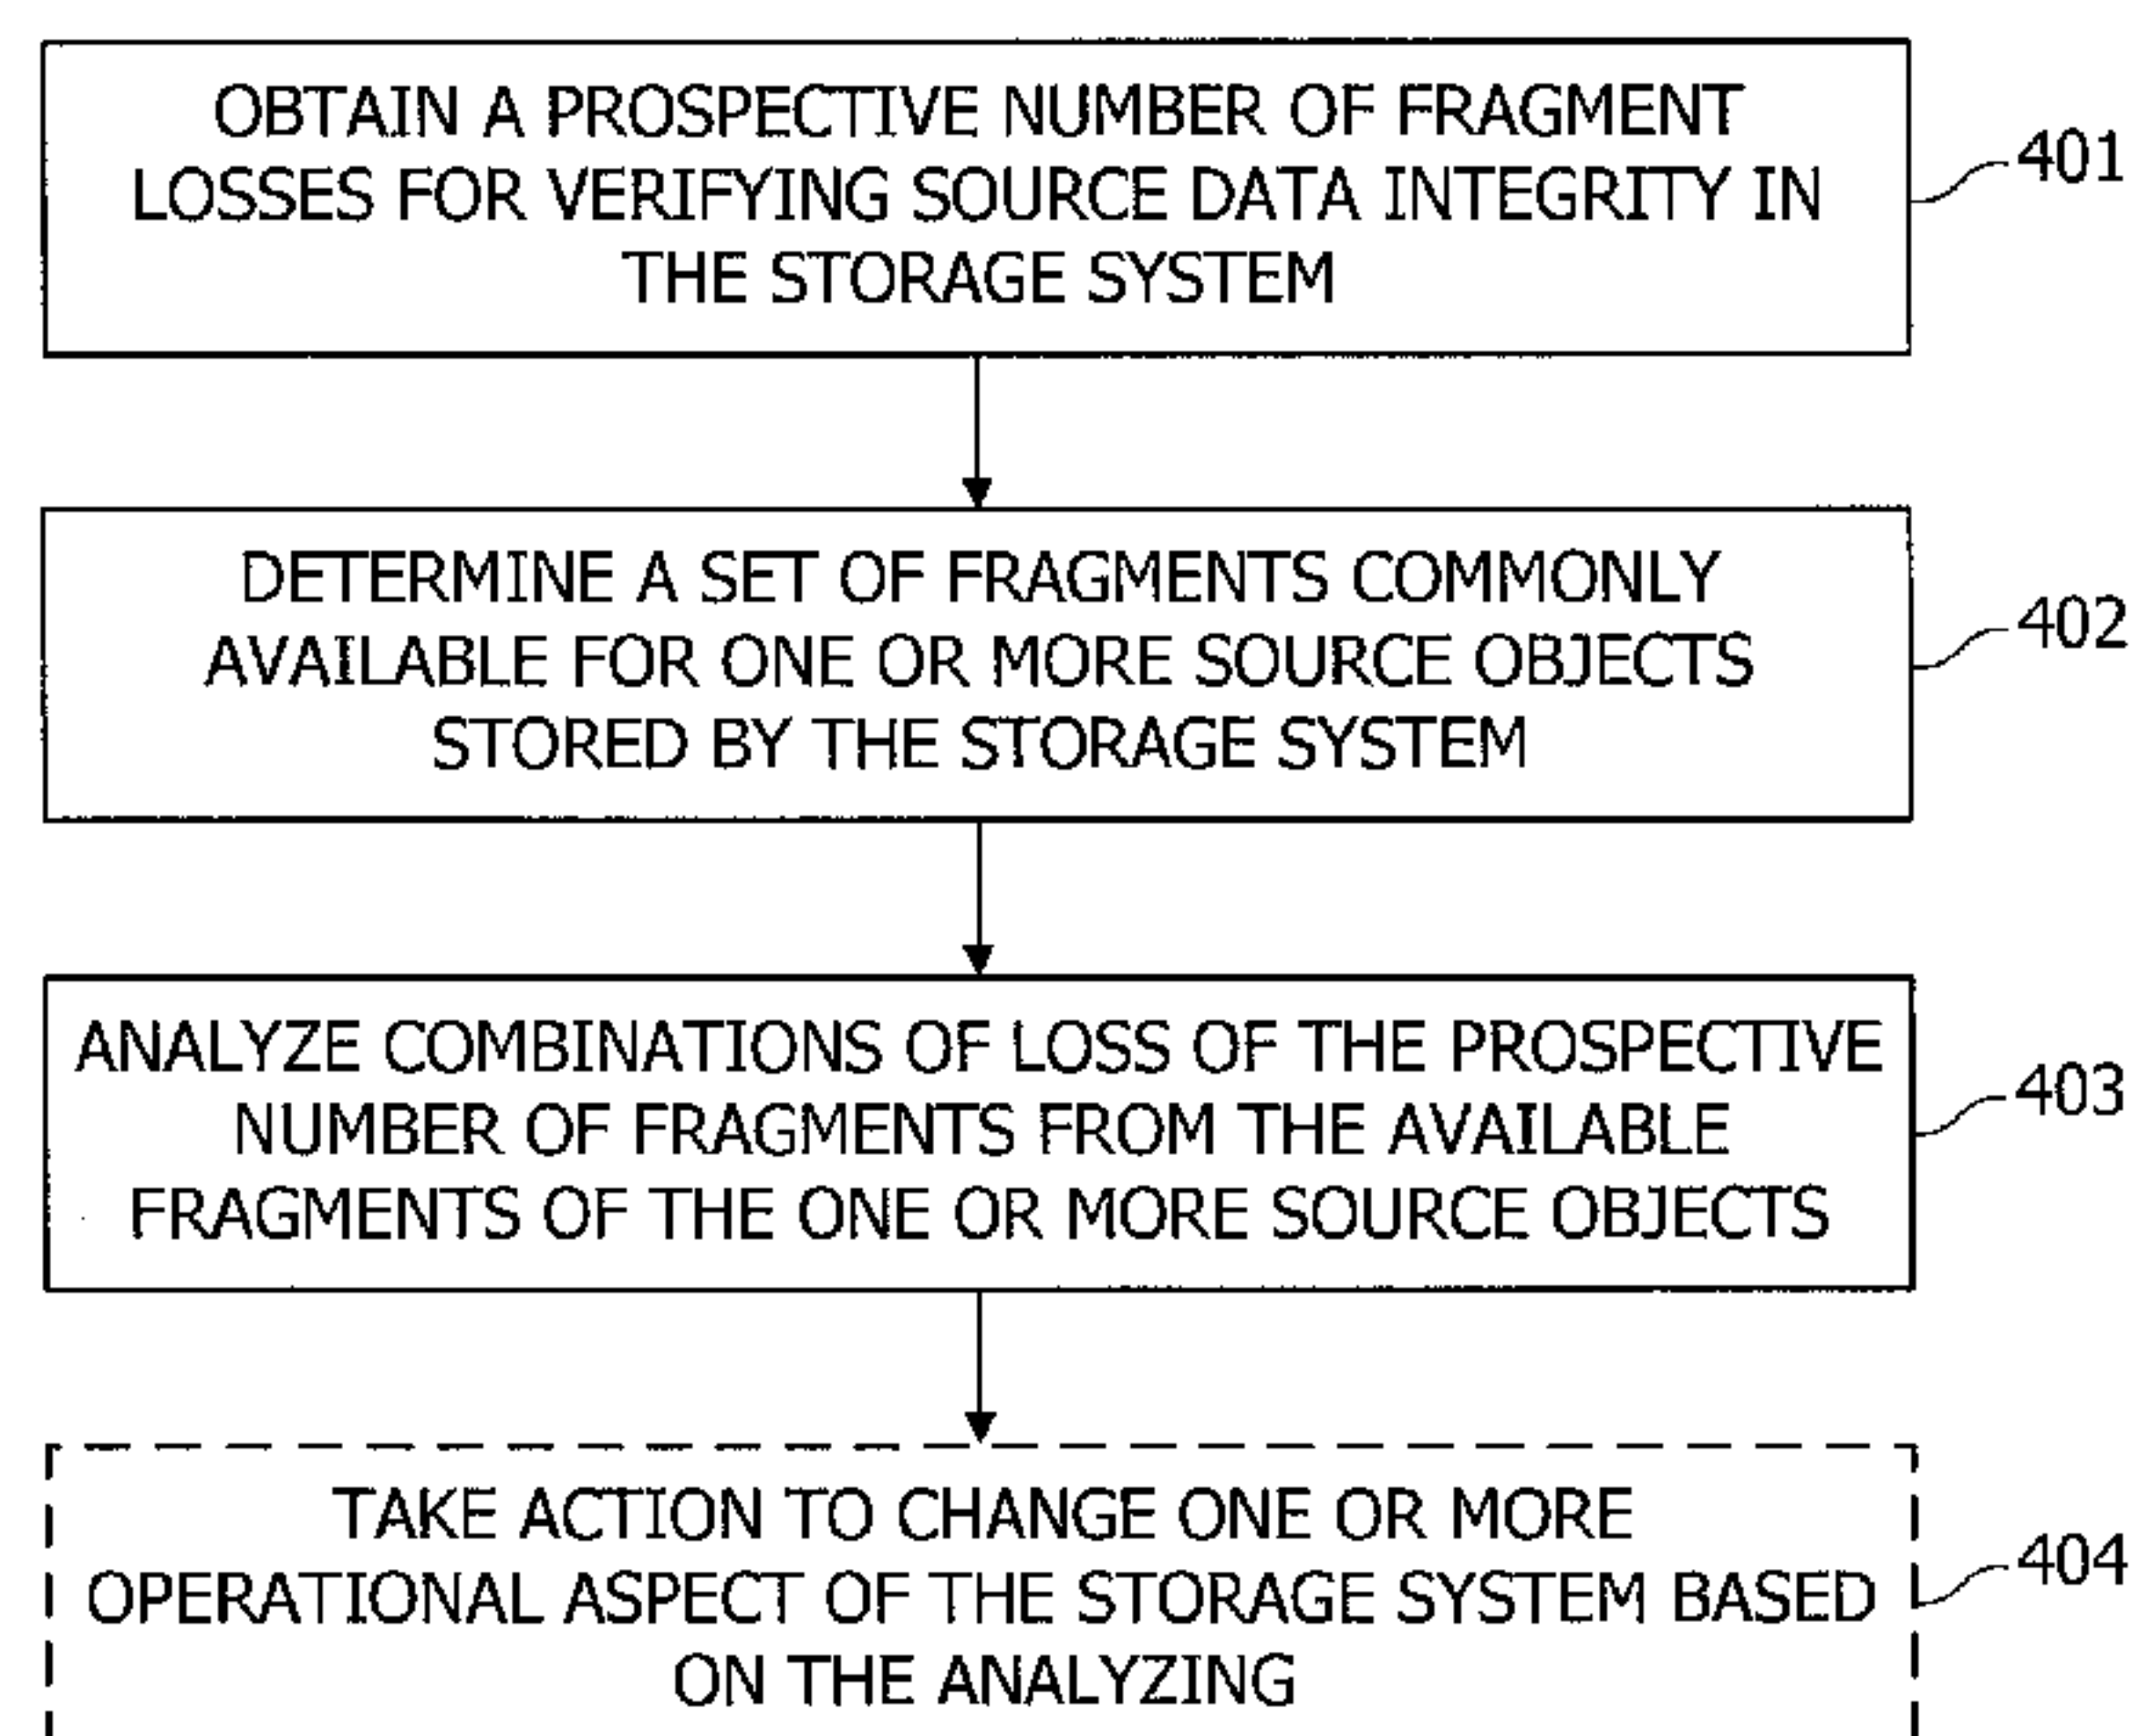 OBTAIN A PROSPECTIVE NUMBER OF FRAGMENT
LOSSES FOR VERIFYING SOURCE DATA INTEGRITY IN
THE STORAGE SYSTEM
401
DETERMINE A SET OF FRAGMENTS COMMONLY
AVAILABLE FOR ONE OR MORE SOURCE OBJECTS
STORED BY THE STORAGE SYSTEM
402
ANALYZE COMBINATIONS OF LOSS OF THE PROSPECTIVE
NUMBER OF FRAGMENTS FROM THE AVAILABLE
FRAGMENTS OF THE ONE OR MORE SOURCE OBJECTS
403
TAKE ACTION TO CHANGE ONE OR MORE
OPERATIONAL ASPECT OF THE STORAGE SYSTEM BASED
ON THE ANALYZING
404